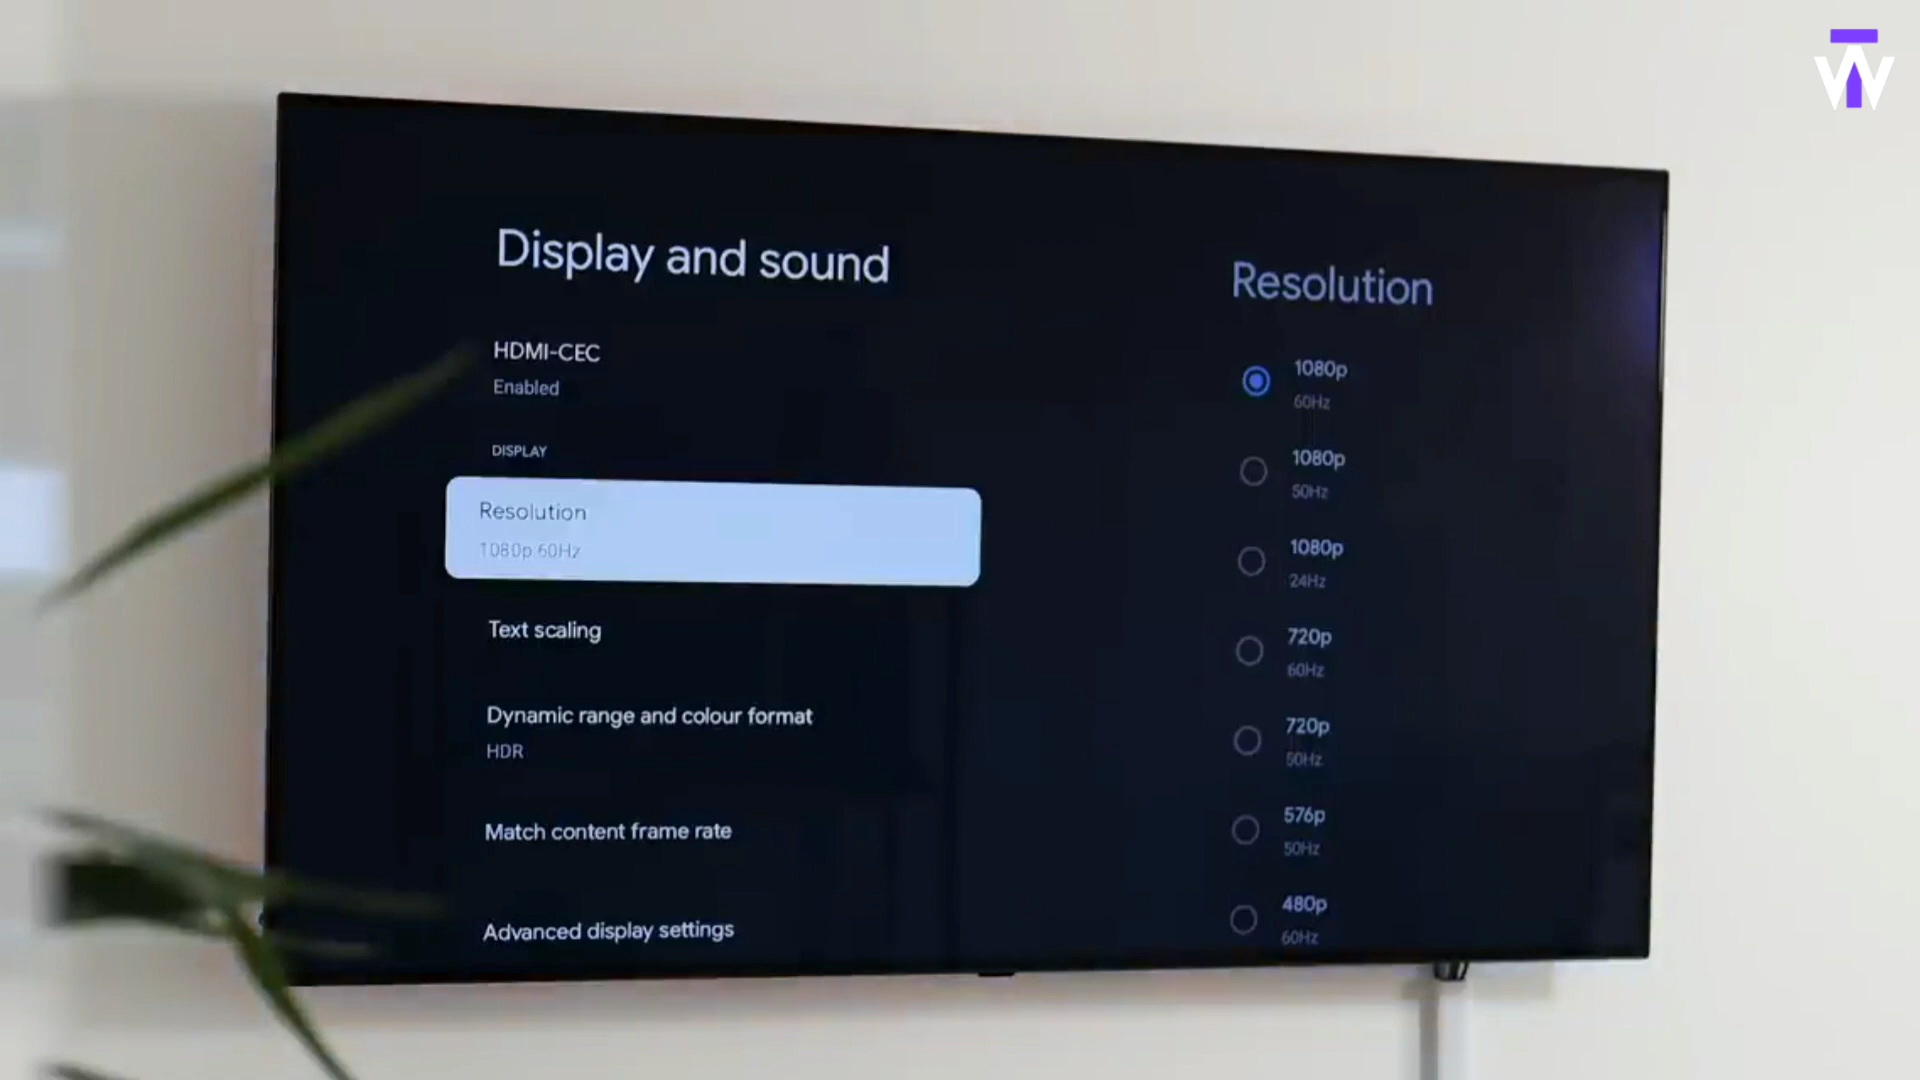 Display and sound
HDMI-CEC
Enabled
DISPLAY
Resolution
1080p 60Hz
Text scaling
Dynamic range and colour format
HDR
Match content frame rate
Advanced display settings
Resolution
1080p
60Hz
1080p
50Hz
1080p
24Hz
720p
60Hz
720p
50Hz
576p
50Hz
480p
60Hz